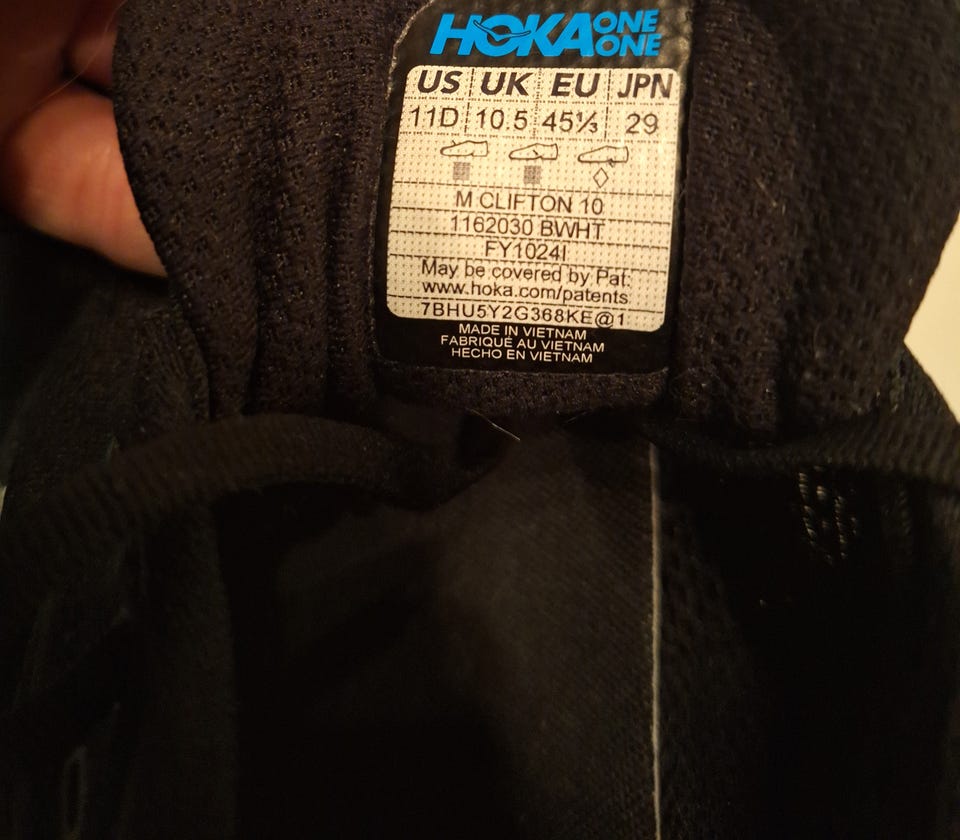 HOKA ONE ONE
US UK EU JPN
11D 10.5 45⅓ 29
M CLIFTON 10
1162030 BWHT
FY1024I
May be covered by Pat:
www.hoka.com/patents
7BHU5Y2G368KE@1
MADE IN VIETNAM
FABRIQUÉ AU VIETNAM
HECHO EN VIETNAM